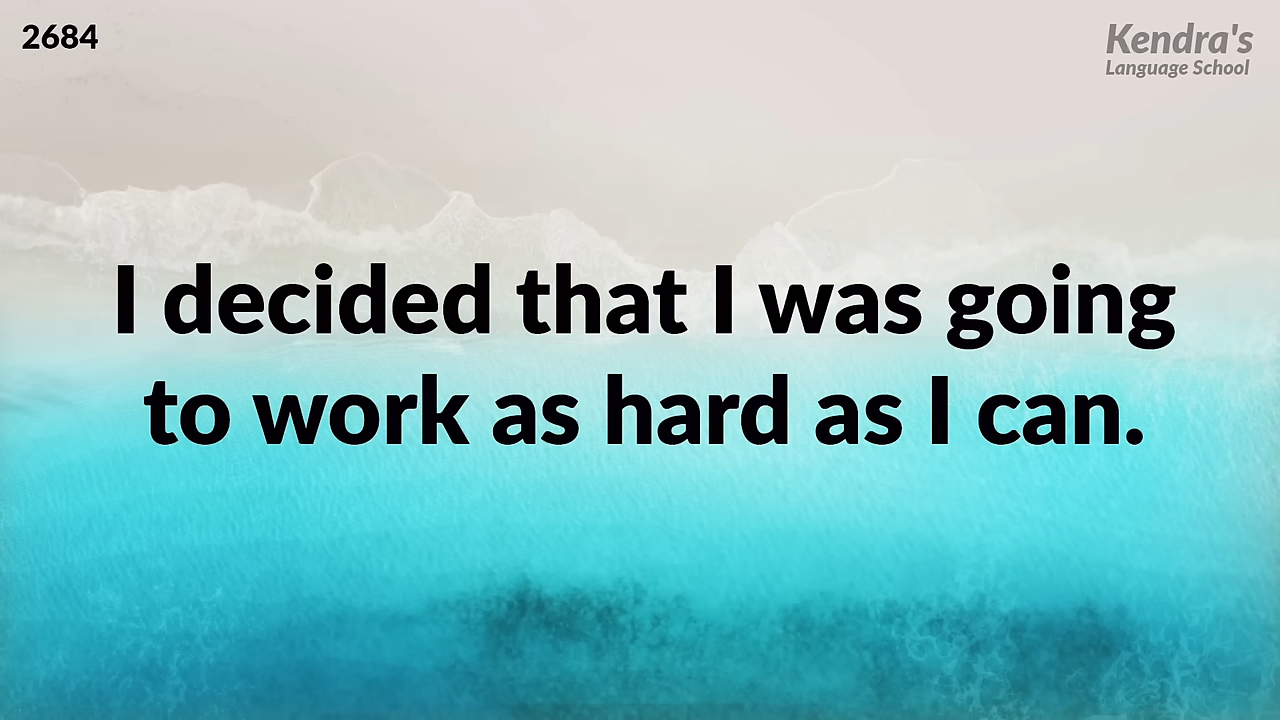 2684
Kendra's
Language School
I decided that I was going
to work as hard as I can.